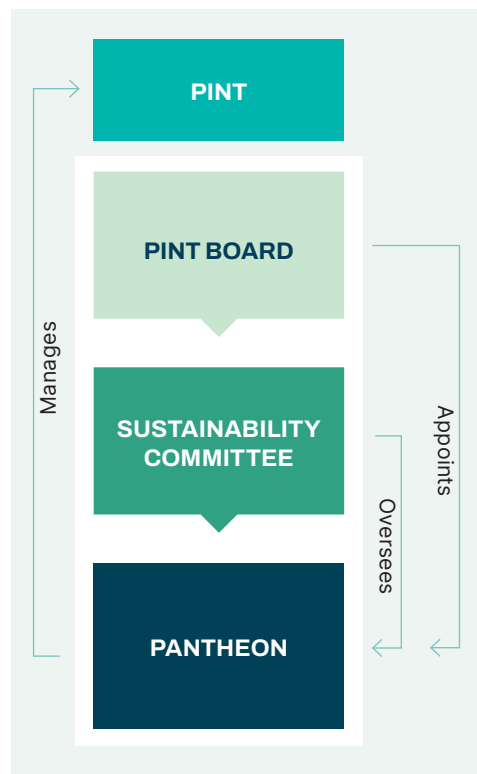 PINT
PINT BOARD
Manages
SUSTAINABILITY
COMMITTEE
Appoints
Oversees
PANTHEON